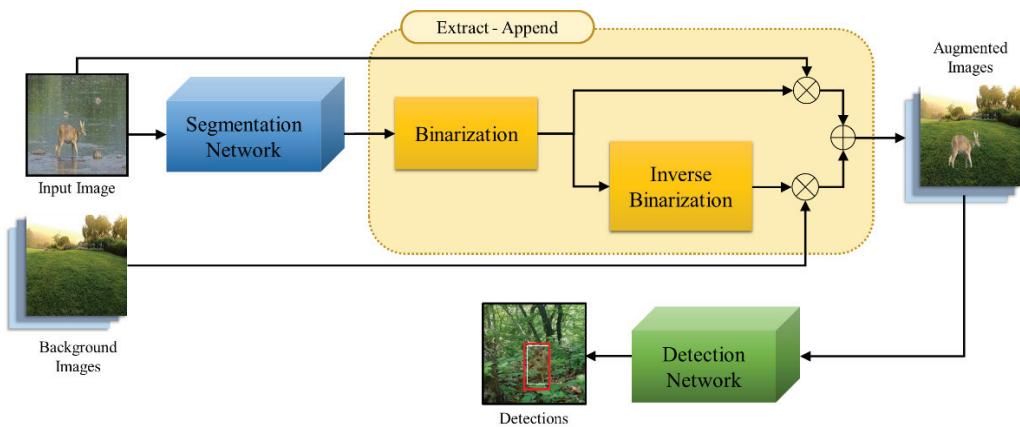 Extract - Append
Augmented
Images
Segmentation
Network
Binarization
Inverse
Binarization
Input Image
Background
Images
Detection
Network
Detections